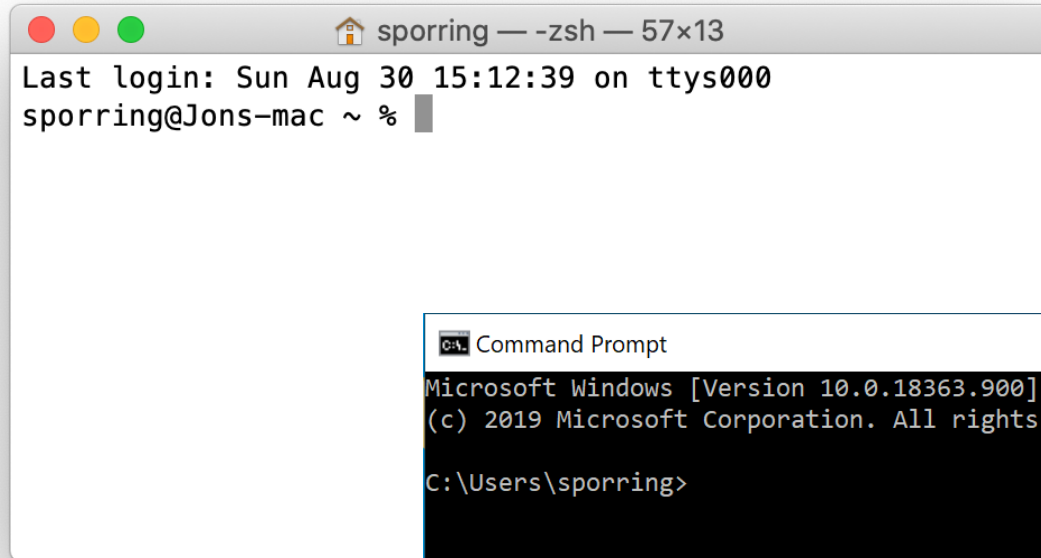 sporring — -zsh — 57×13
Last login: Sun Aug 30 15:12:39 on ttys000
sporring@Jons-mac ~ %
Command Prompt
Microsoft Windows [Version 10.0.18363.900]
(c) 2019 Microsoft Corporation. All rights
C:\Users\sporring>